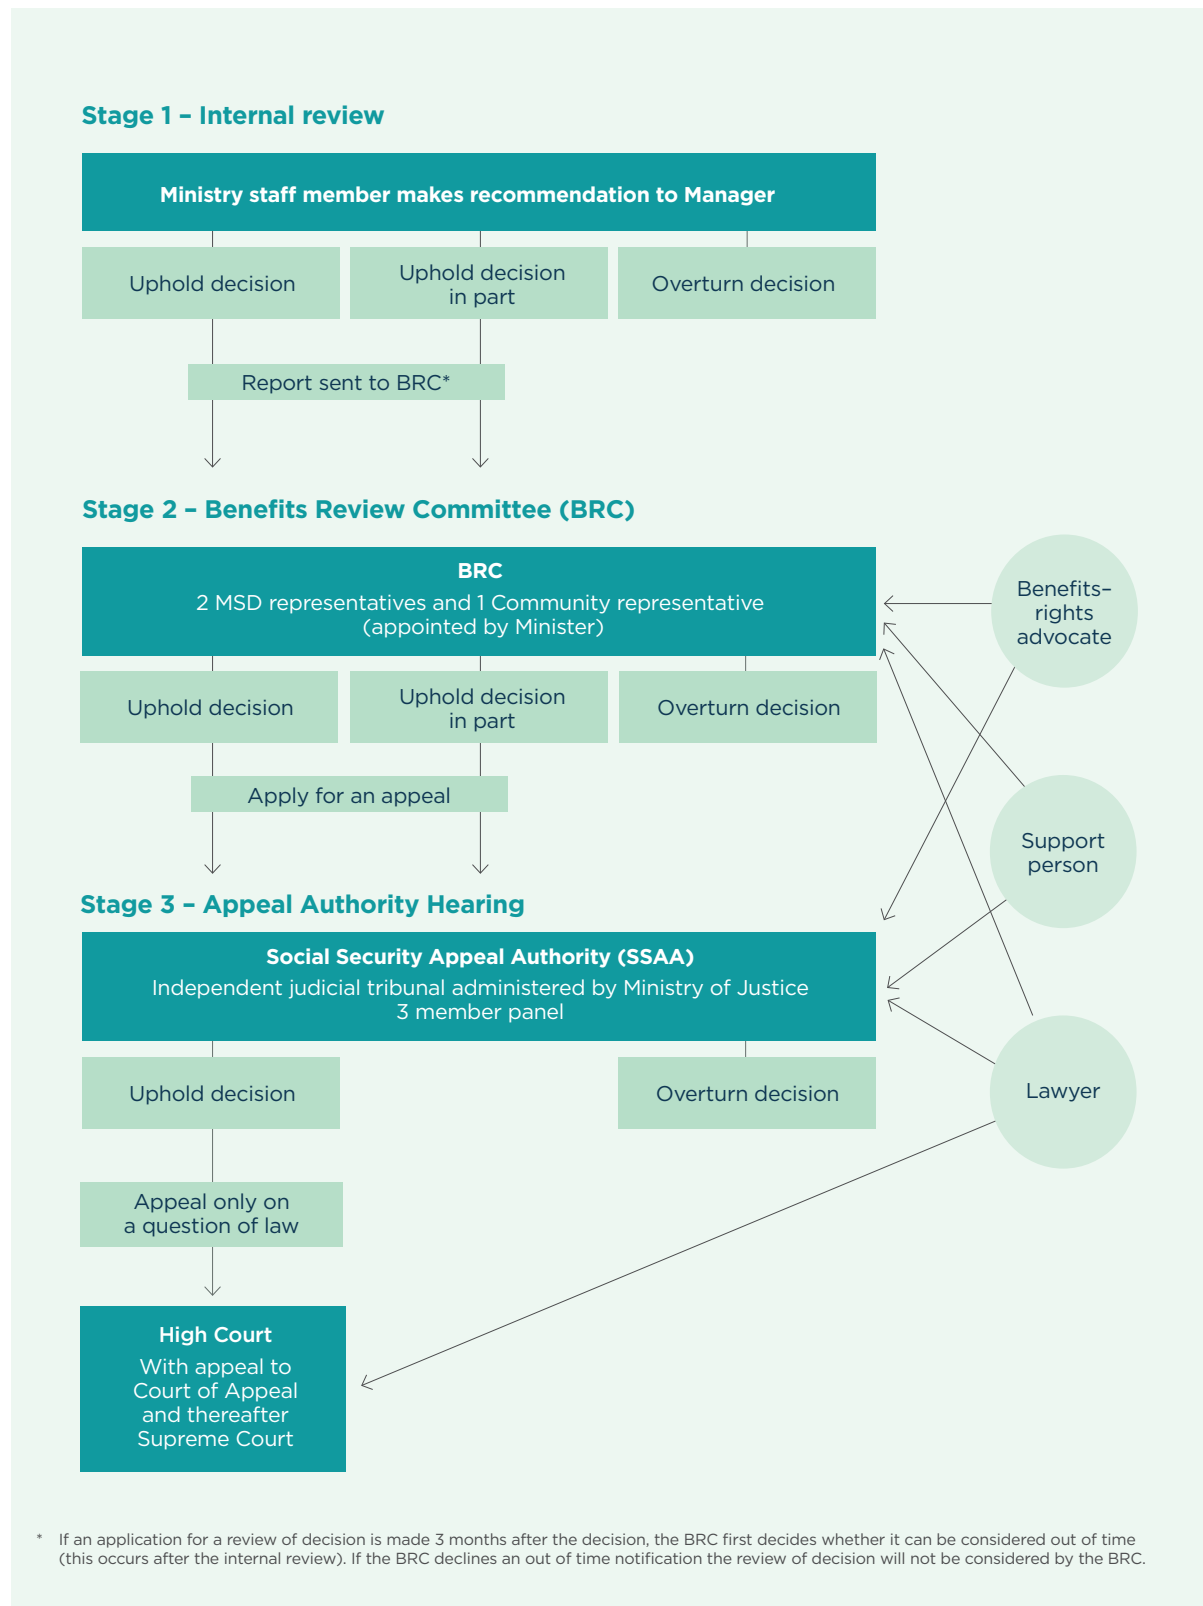 Stage 1 – Internal review
Ministry staff member makes recommendation to Manager
Uphold decision
Uphold decision
in part
Overturn decision
Report sent to BRC*
Stage 2 – Benefits Review Committee (BRC)
BRC
2 MSD representatives and 1 Community representative
(appointed by Minister)
Uphold decision
Uphold decision
in part
Overturn decision
Apply for an appeal
Benefits–
rights
advocate
Support
person
Lawyer
Stage 3 – Appeal Authority Hearing
Social Security Appeal Authority (SSAA)
Independent judicial tribunal administered by Ministry of Justice
3 member panel
Uphold decision
Overturn decision
Appeal only on
a question of law
High Court
With appeal to
Court of Appeal
and thereafter
Supreme Court
* If an application for a review of decision is made 3 months after the decision, the BRC first decides whether it can be considered out of time
(this occurs after the internal review). If the BRC declines an out of time notification the review of decision will not be considered by the BRC.